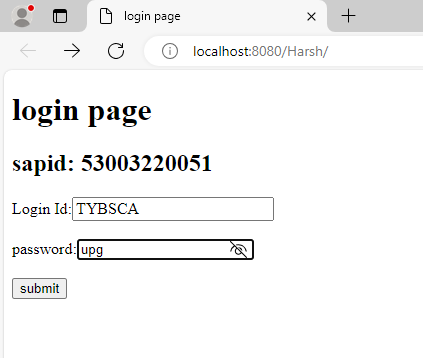 login page
localhost:8080/Harsh/
login page
sapid: 53003220051
Login Id: TYBSCA
password: upg
submit